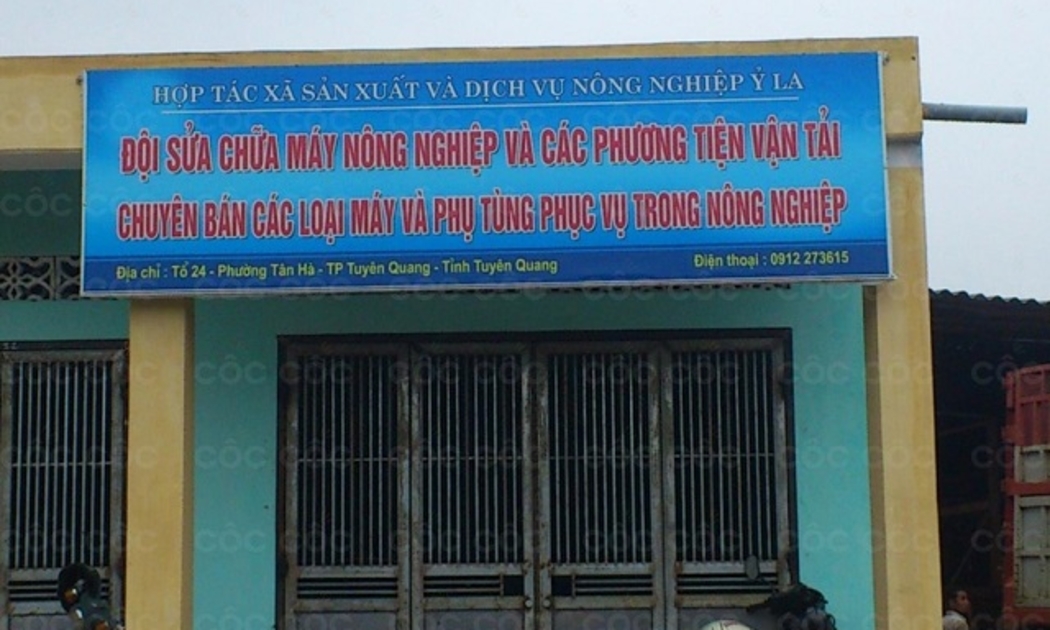 HỢP TÁC XÃ SẢN XUẤT VÀ DỊCH VỤ NÔNG NGHIỆP Ỷ LA
ĐỘI SỬA CHỮA MÁY NÔNG NGHIỆP VÀ CÁC PHƯƠNG TIỆN VẬN TẢI
CHUYÊN BÁN CÁC LOẠI MÁY VÀ PHỤ TÙNG PHỤC VỤ TRONG NÔNG NGHIỆP
Địa chỉ : Tổ 24 - Phường Tân Hà - TP Tuyên Quang - Tỉnh Tuyên Quang
Điện thoại : 0912 273615